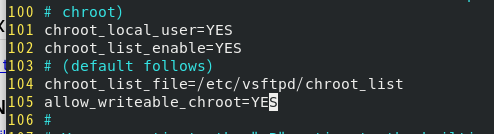 100 # chroot)
101 chroot_local_user=YES
102 chroot_list_enable=YES
103 # (default follows)
104 chroot_list_file=/etc/vsftpd/chroot_list
105 allow_writeable_chroot=YES
106 #